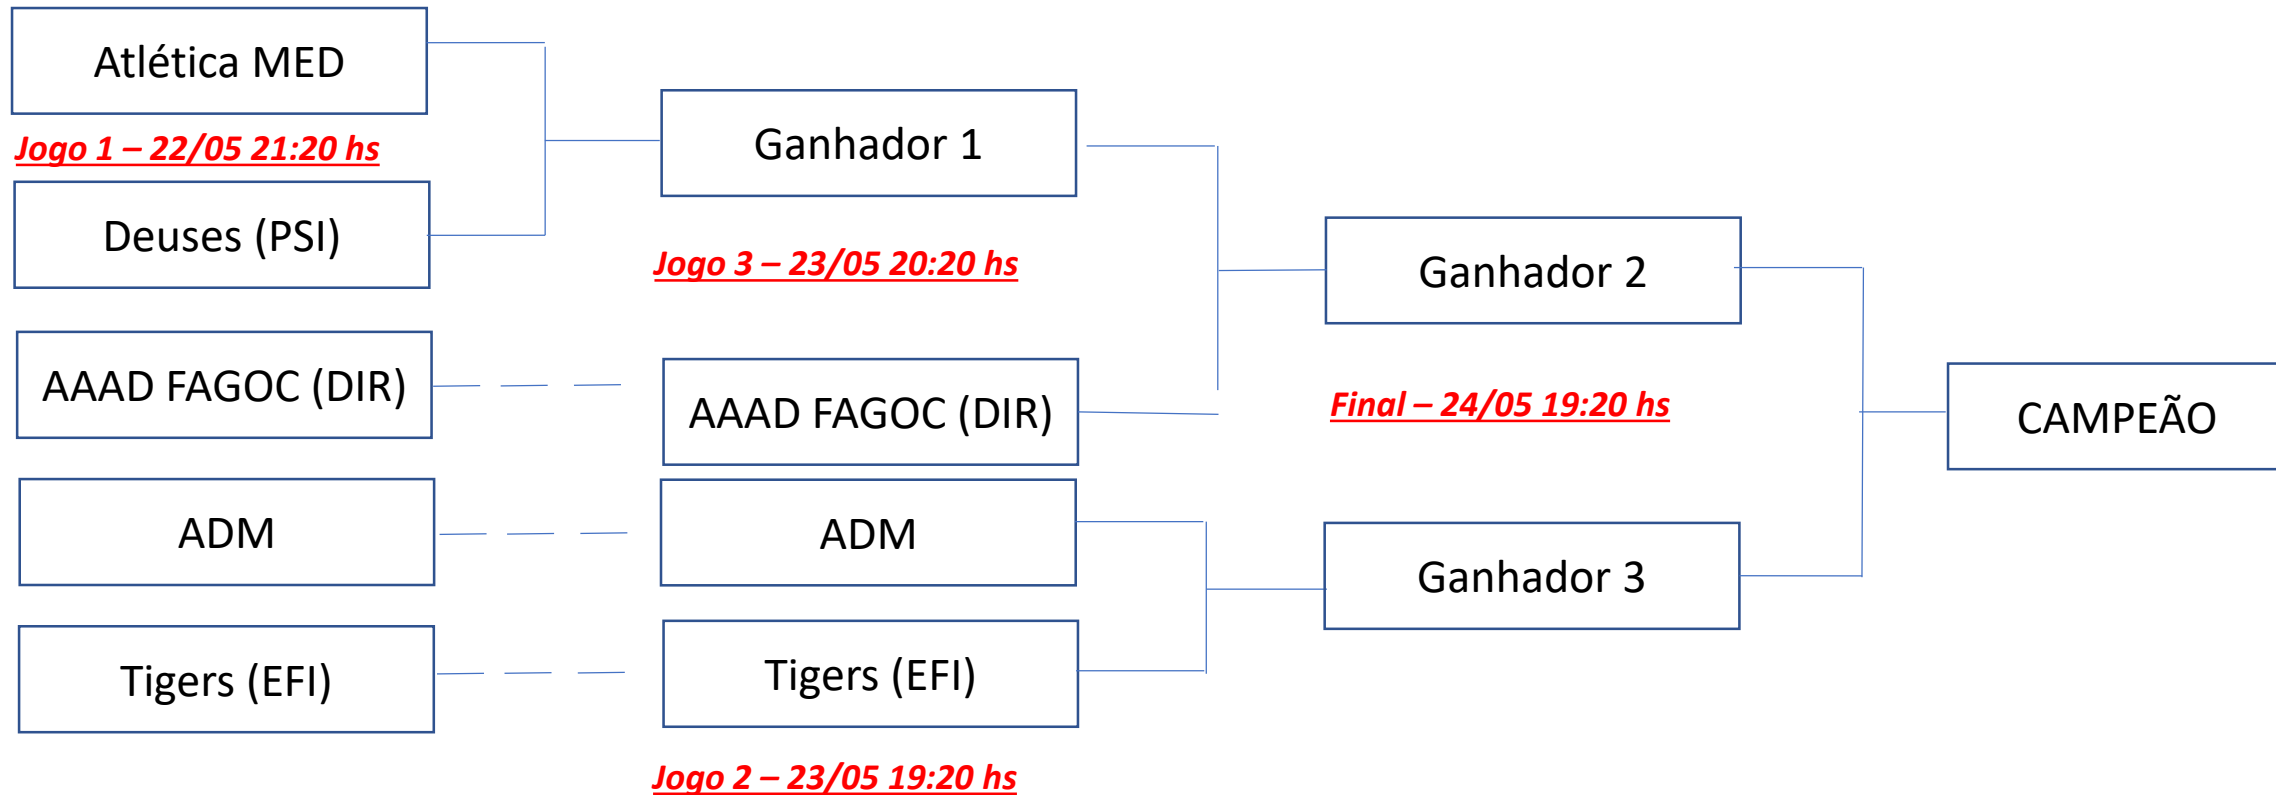 Atlética MED
Jogo 1 – 22/05 21:20 hs
Deuses (PSI)
AAAD FAGOC (DIR)
ADM
Tigers (EFI)
Ganhador 1
Jogo 3 – 23/05 20:20 hs
AAAD FAGOC (DIR)
ADM
Tigers (EFI)
Jogo 2 – 23/05 19:20 hs
Ganhador 2
Final – 24/05 19:20 hs
Ganhador 3
CAMPEÃO